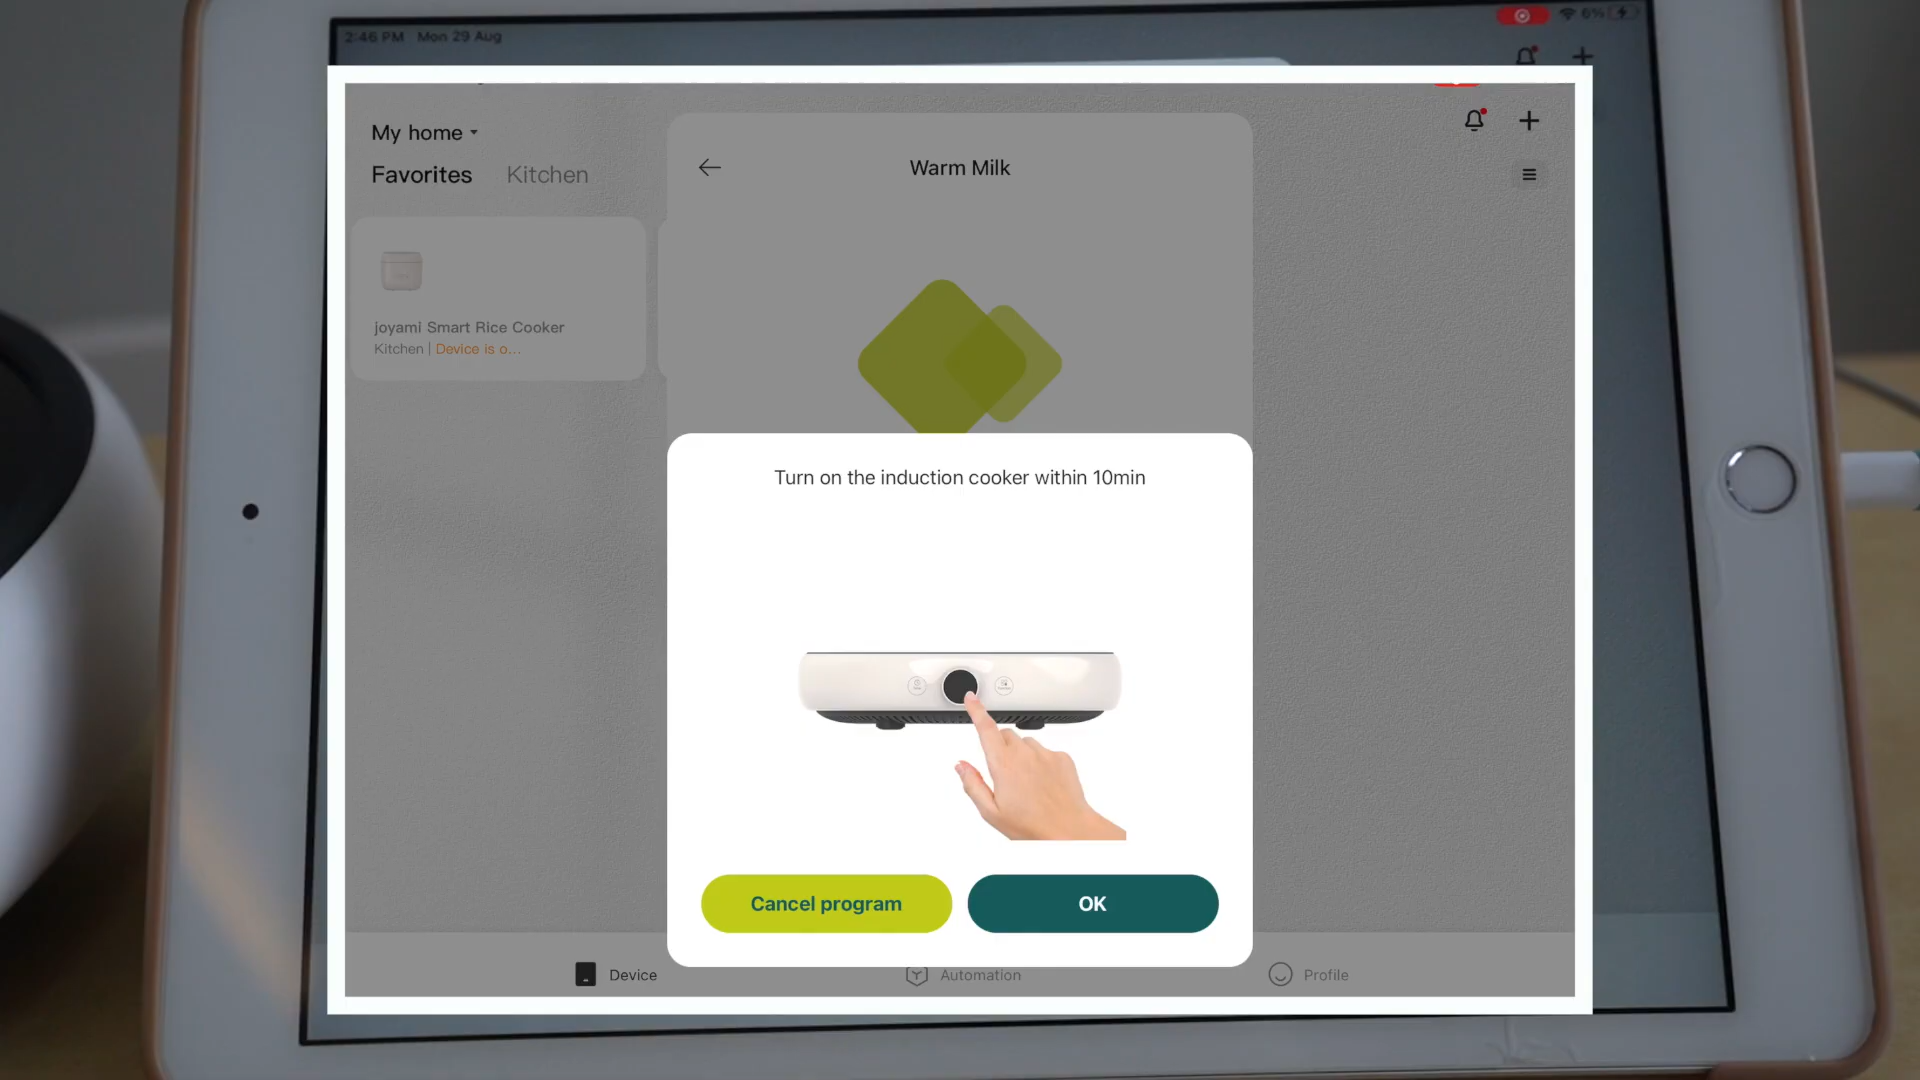 2:46 PM Mon 29 Aug
6%
My home
Favorites Kitchen
Warm Milk
joyami Smart Rice Cooker
Kitchen | Device is o...
Turn on the induction cooker within 10min
Cancel program
OK
Device
Automation
Profile